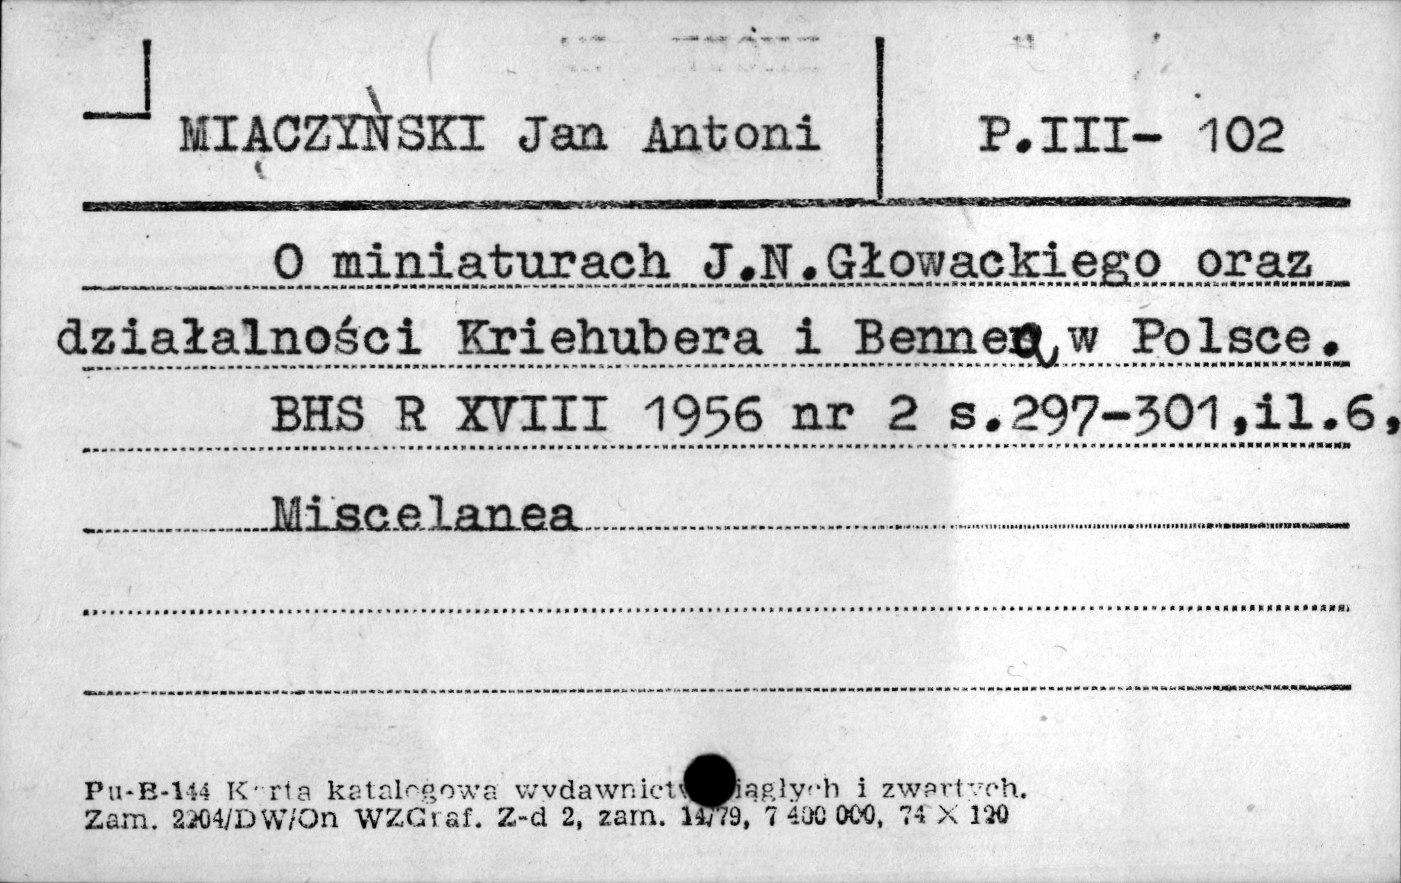 MIĄCZYŃSKI Jan Antoni P.III- 102
O miniaturach J.N.Głowackiego oraz
działalności Kriehubera i Bennera w Polsce.
BHS R XVIII 1956 nr 2 s.297-301,il.6,
Miscelanea
Pu-B-144 Karta katalogowa wydawnictw ciągłych i zwartych.
Zam. 2204/DW/On WZGraf. Z-d 2, zam. 14/79, 7 400 000, 74 X 120